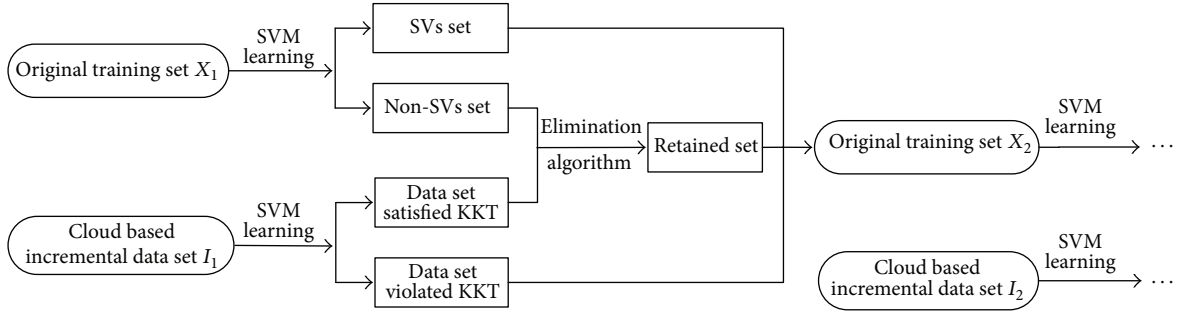 Original training set X₁
SVM
learning
SVs set
Non-SVs set
Cloud based
incremental data set I₁
SVM
learning
Data set
satisfied KKT
Data set
violated KKT
Elimination
algorithm
Retained set
Original training set X₂
SVM
learning
...
Cloud based
incremental data set I₂
SVM
learning
...